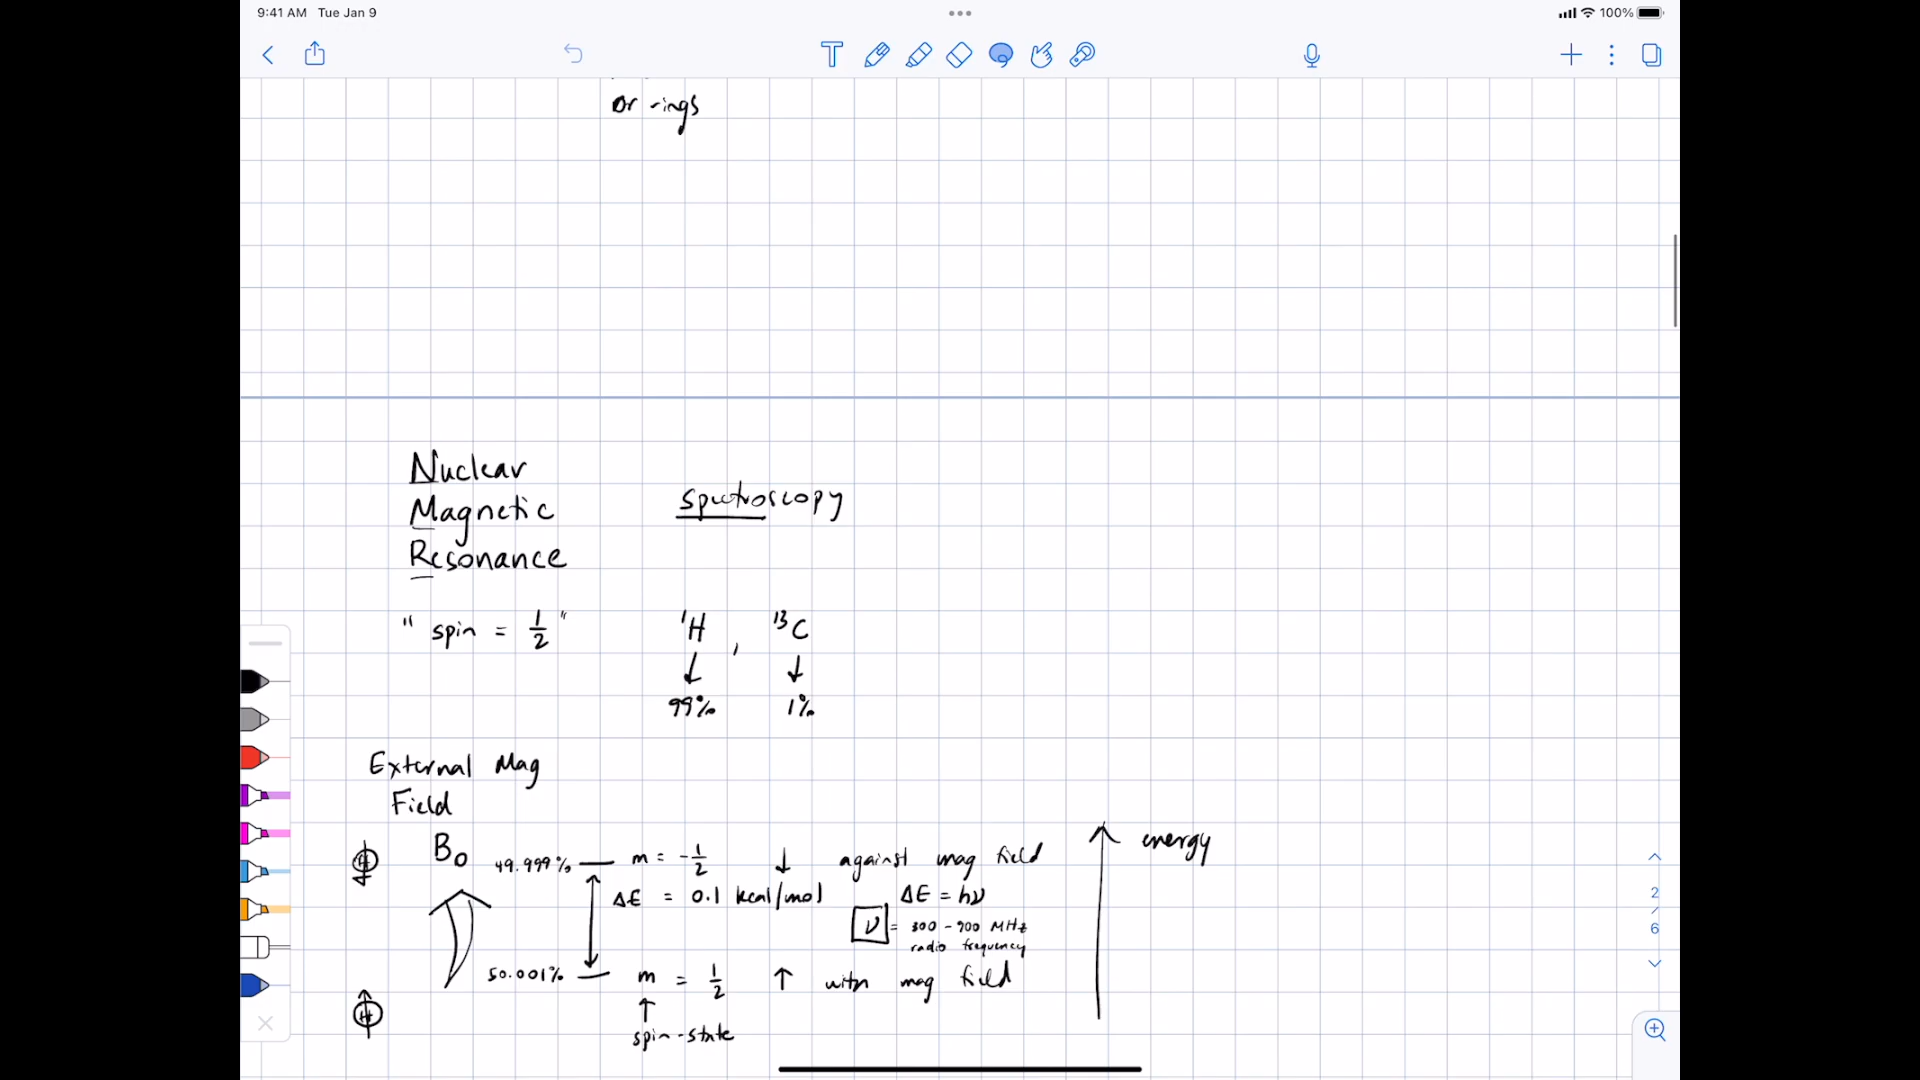 9:41 AM Tue Jan 9
100%
T
or rings
Nuclear
Magnetic
Resonance
spectroscopy
" spin = 1/2 "
¹H , ¹³C
↓ ↓
99% 1%
External Mag
Field
energy
H B₀ 49.999% m = -1/2 ↓ against mag field
ΔE = 0.1 kcal/mol ΔE = hν
ν = 300 - 900 MHz
radio frequency
50.001% m = 1/2 ↑ with mag field
H
↑
spin-state
2
/
6